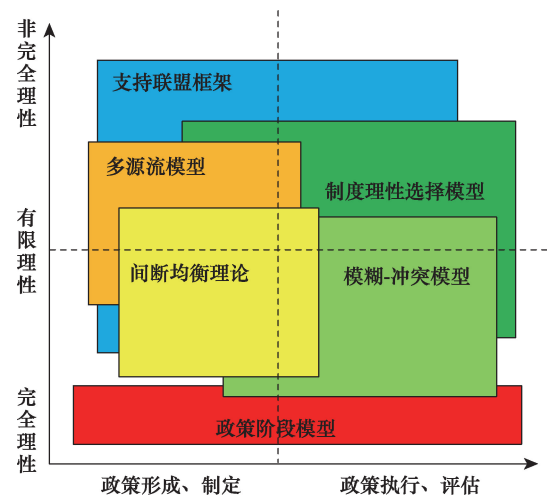 非完全理性
支持联盟框架
多源流模型
制度理性选择模型
有限理性
间断均衡理论
模糊-冲突模型
完全理性
政策阶段模型
政策形成、制定
政策执行、评估